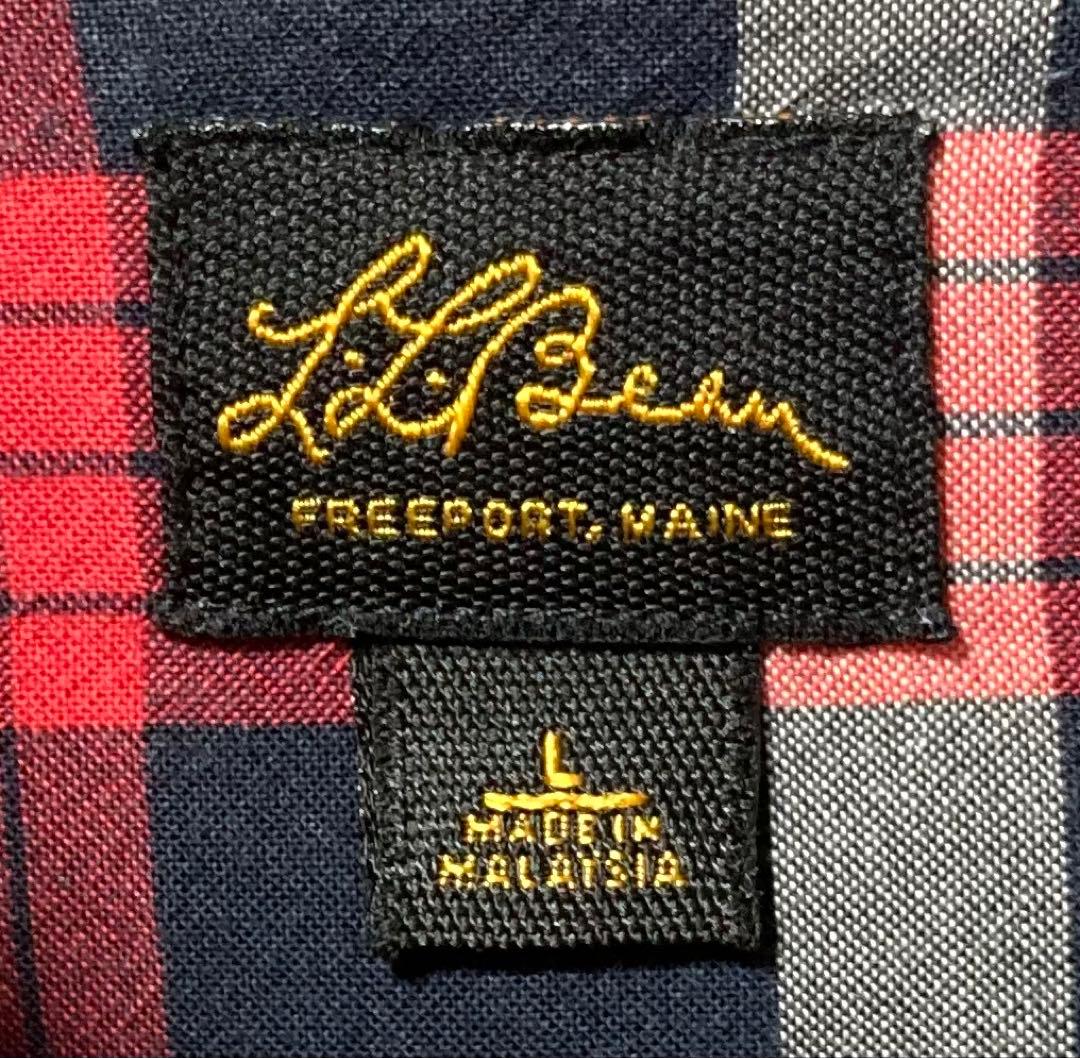 L.L.Bean
FREEPORT, MAINE
L
MADE IN
MALAYSIA